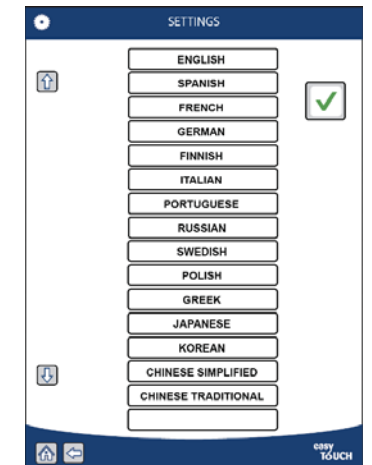 SETTINGS
ENGLISH
SPANISH
FRENCH
GERMAN
FINNISH
ITALIAN
PORTUGUESE
RUSSIAN
SWEDISH
POLISH
GREEK
JAPANESE
KOREAN
CHINESE SIMPLIFIED
CHINESE TRADITIONAL
easy
TOUCH